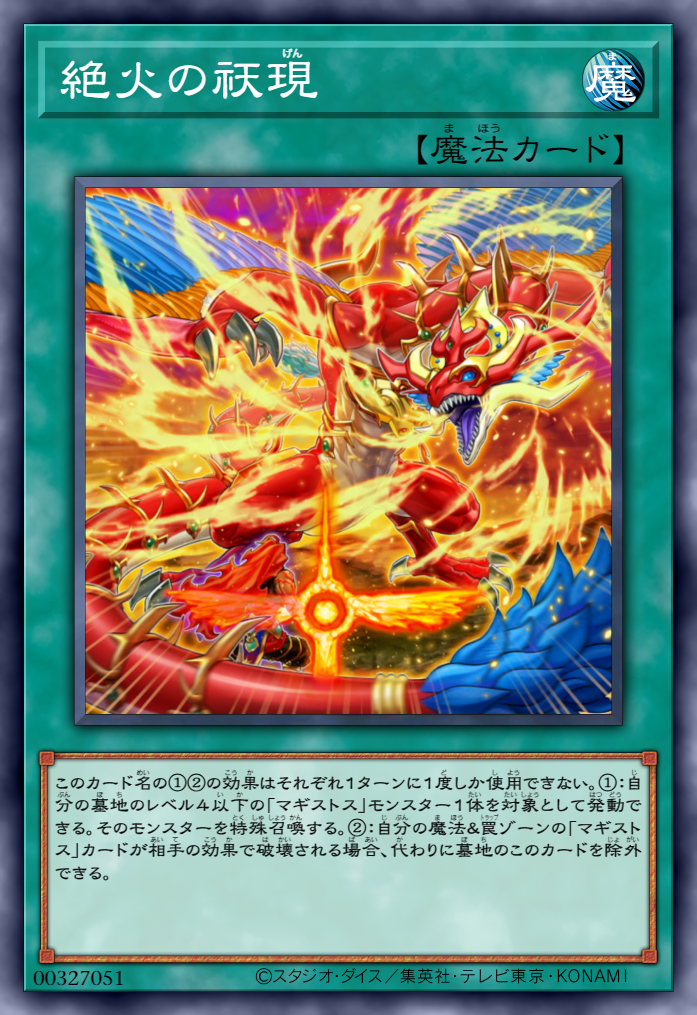 絶火の祆現
魔
【魔法カード】
このカード名の①②の効果はそれぞれ1ターンに1度しか使用できない。①：自
分の墓地のレベル４以下の「マギストス」モンスター１体を対象として発動で
きる。そのモンスターを特殊召喚する。②：自分の魔法&罠ゾーンの「マギスト
ス」カードが相手の効果で破壊される場合、代わりに墓地のこのカードを除外
できる。
00327051
©スタジオ・ダイス／集英社・テレビ東京・KONAMI